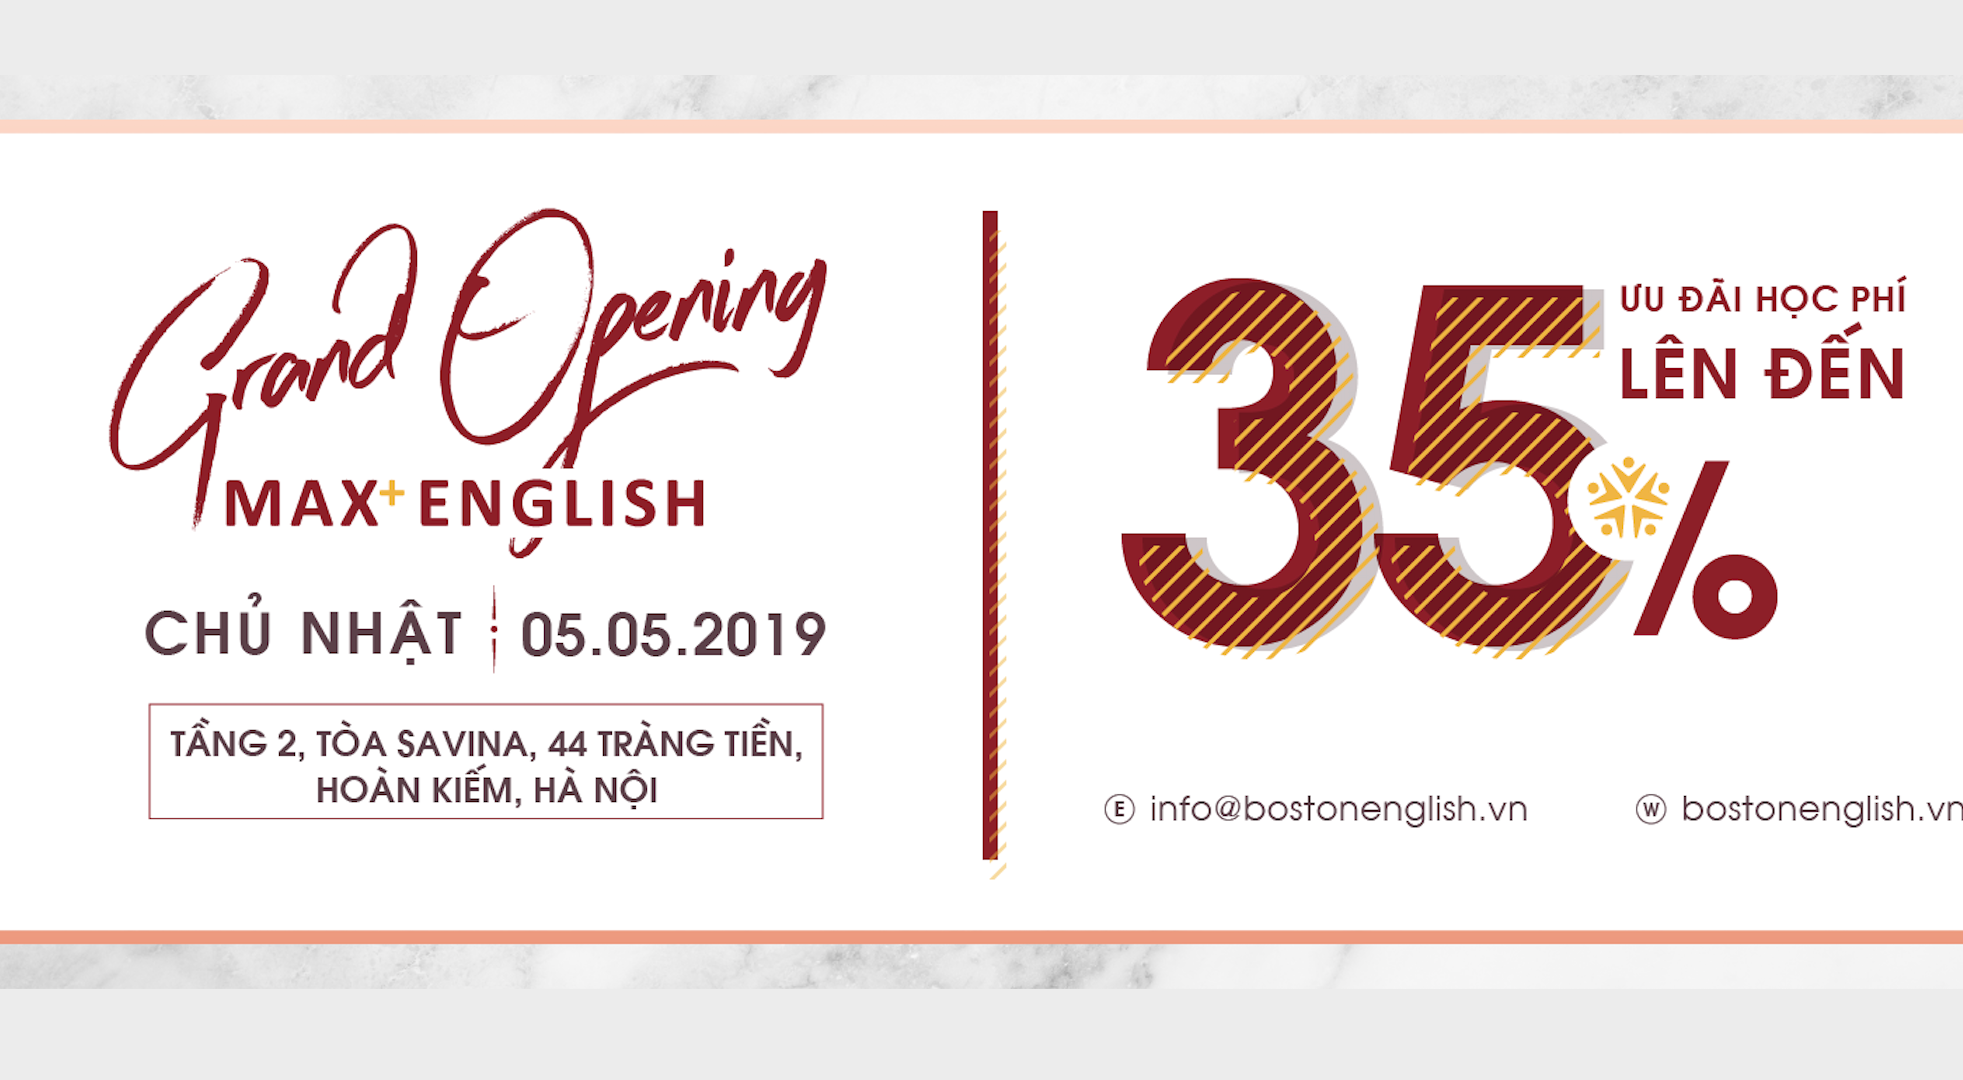 Grand Opening
MAX+ ENGLISH
CHỦ NHẬT 05.05.2019
TẦNG 2, TÒA SAVINA, 44 TRÀNG TIỀN,
HOÀN KIẾM, HÀ NỘI
ƯU ĐÃI HỌC PHÍ
LÊN ĐẾN
35%
E info@bostonenglish.vn
W bostonenglish.vn